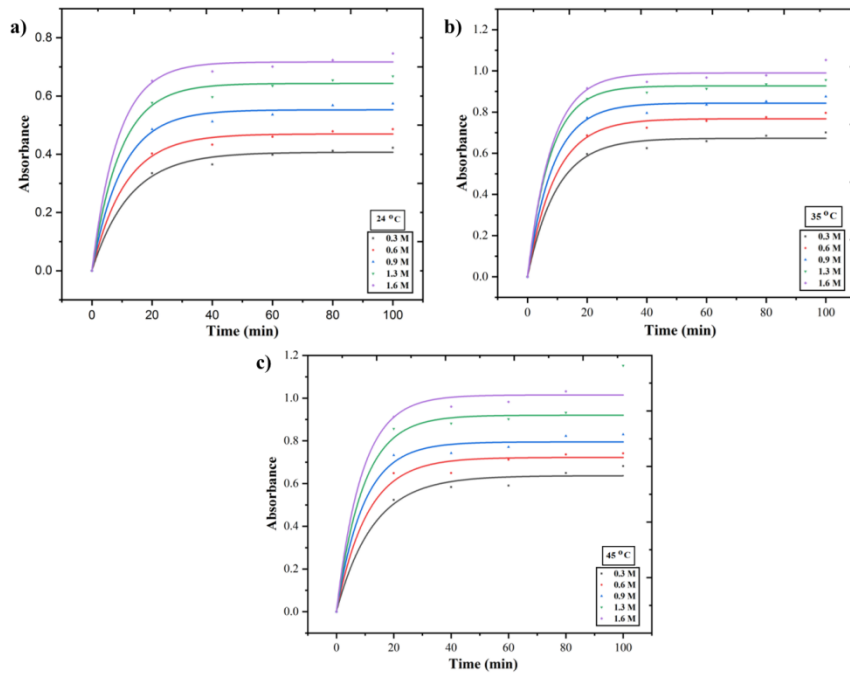 a)
0.8
0.6
0.4
0.2
0.0
Absorbance
0 20 40 60 80 100
Time (min)
24 °C
0.3 M
0.6 M
0.9 M
1.3 M
1.6 M
b)
1.2
1.0
0.8
0.6
0.4
0.2
0.0
Absorbance
0 20 40 60 80 100
Time (min)
35 °C
0.3 M
0.6 M
0.9 M
1.3 M
1.6 M
c)
1.2
1.0
0.8
0.6
0.4
0.2
0.0
Absorbance
0 20 40 60 80 100
Time (min)
45 °C
0.3 M
0.6 M
0.9 M
1.3 M
1.6 M